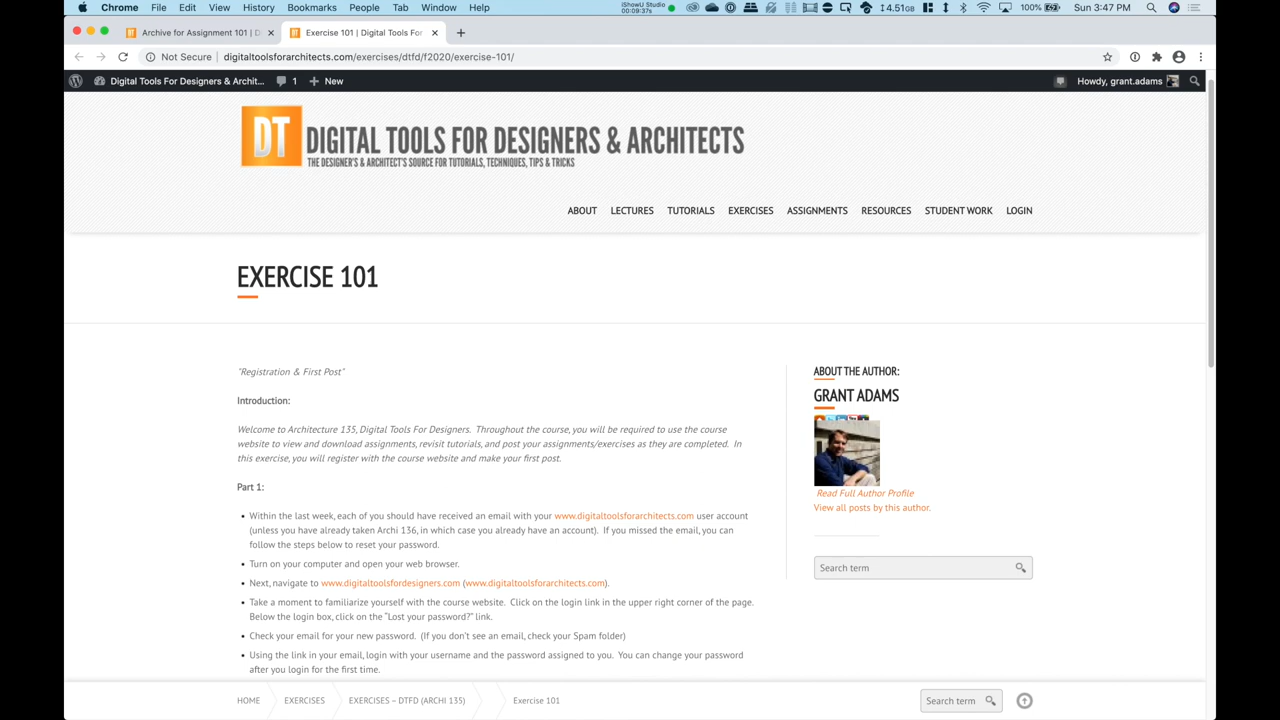 Chrome File Edit View History Bookmarks People Tab Window Help
iShowU Studio
00:09:37s
4.51GB
100%
Sun 3:47 PM
Archive for Assignment 101 | D
Exercise 101 | Digital Tools For
Not Secure | digitaltoolsforarchitects.com/exercises/dtfd/f2020/exercise-101/
Digital Tools For Designers & Archit... 1 New
Howdy, grant.adams
DT
DIGITAL TOOLS FOR DESIGNERS & ARCHITECTS
THE DESIGNER'S & ARCHITECT'S SOURCE FOR TUTORIALS, TECHNIQUES, TIPS & TRICKS
ABOUT LECTURES TUTORIALS EXERCISES ASSIGNMENTS RESOURCES STUDENT WORK LOGIN
EXERCISE 101
"Registration & First Post"
Introduction:
Welcome to Architecture 135, Digital Tools For Designers. Throughout the course, you will be required to use the course
website to view and download assignments, revisit tutorials, and post your assignments/exercises as they are completed. In
this exercise, you will register with the course website and make your first post.
Part 1:
• Within the last week, each of you should have received an email with your www.digitaltoolsforarchitects.com user account
(unless you have already taken Archi 136, in which case you already have an account). If you missed the email, you can
follow the steps below to reset your password.
• Turn on your computer and open your web browser.
• Next, navigate to www.digitaltoolsfordesigners.com (www.digitaltoolsforarchitects.com).
• Take a moment to familiarize yourself with the course website. Click on the login link in the upper right corner of the page.
Below the login box, click on the “Lost your password?” link.
• Check your email for your new password. (If you don't see an email, check your Spam folder)
• Using the link in your email, login with your username and the password assigned to you. You can change your password
after you login for the first time.
ABOUT THE AUTHOR:
GRANT ADAMS
Read Full Author Profile
View all posts by this author.
Search term
HOME EXERCISES EXERCISES – DTFD (ARCHI 135) Exercise 101
Search term